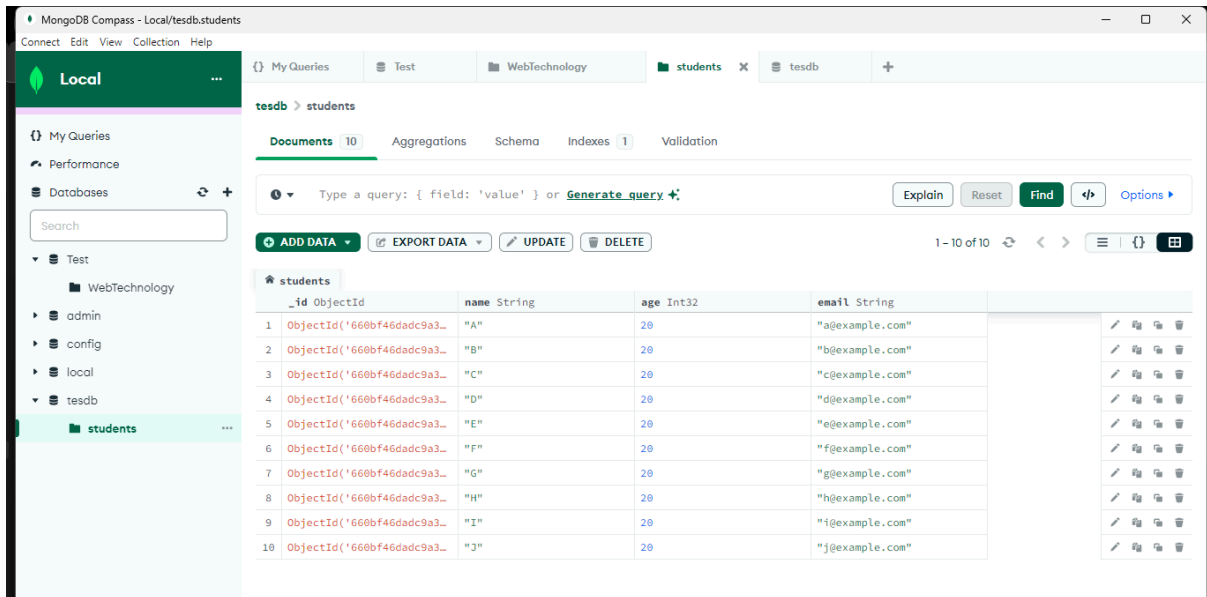 MongoDB Compass - Local/tesdb.students
Connect Edit View Collection Help
Local
{} My Queries
Performance
Databases
Search
Test
WebTechnology
admin
config
local
tesdb
students
{} My Queries
Test
WebTechnology
students
tesdb
tesdb > students
Documents 10
Aggregations
Schema
Indexes 1
Validation
Type a query: { field: 'value' } or Generate query
Explain
Reset
Find
</>
Options
ADD DATA
EXPORT DATA
UPDATE
DELETE
1 – 10 of 10
{}
students
_id ObjectId name String age Int32 email String
1 ObjectId('660bf46dadc9a3… "A" 20 "a@example.com"
2 ObjectId('660bf46dadc9a3… "B" 20 "b@example.com"
3 ObjectId('660bf46dadc9a3… "C" 20 "c@example.com"
4 ObjectId('660bf46dadc9a3… "D" 20 "d@example.com"
5 ObjectId('660bf46dadc9a3… "E" 20 "e@example.com"
6 ObjectId('660bf46dadc9a3… "F" 20 "f@example.com"
7 ObjectId('660bf46dadc9a3… "G" 20 "g@example.com"
8 ObjectId('660bf46dadc9a3… "H" 20 "h@example.com"
9 ObjectId('660bf46dadc9a3… "I" 20 "i@example.com"
10 ObjectId('660bf46dadc9a3… "J" 20 "j@example.com"